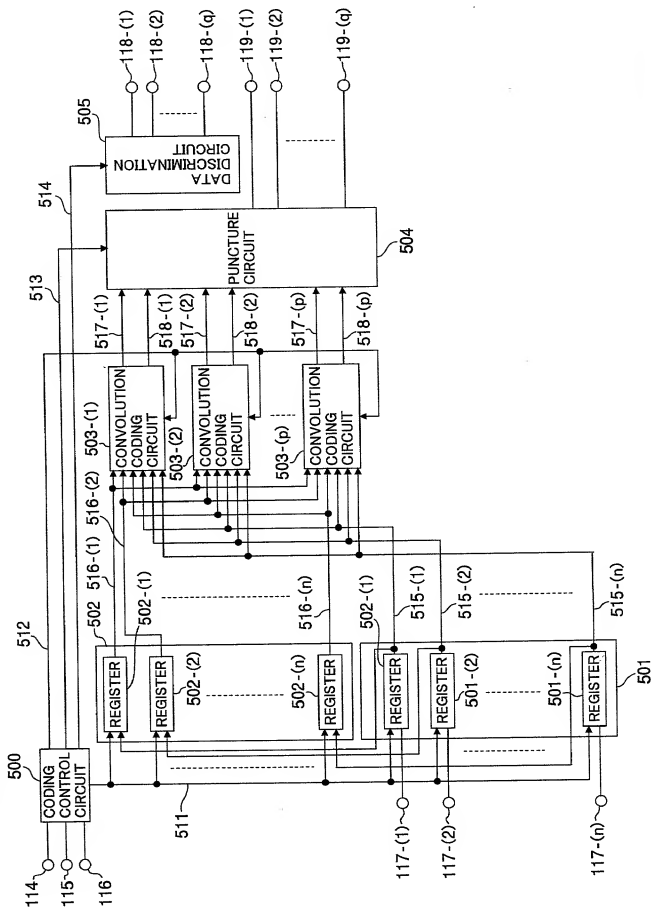 500
CODING
CONTROL
CIRCUIT
114
115
116
512
513
514
511
502
516-(1)
502-(1)
516-(2)
REGISTER
REGISTER
502-(2)
516-(n)
502-(n)
REGISTER
502-(1)
515-(1)
REGISTER
515-(2)
REGISTER
501-(2)
501-(n)
REGISTER
515-(n)
501
117-(1)
117-(2)
117-(n)
503-(1)
CONVOLUTION
CODING
CIRCUIT
503-(2)
CONVOLUTION
CODING
CIRCUIT
503-(p)
CONVOLUTION
CODING
CIRCUIT
517-(1)
518-(1)
517-(2)
518-(2)
517-(p)
518-(p)
PUNCTURE
CIRCUIT
504
505
DATA
DISCRIMINATION
CIRCUIT
118-(1)
118-(2)
118-(q)
119-(1)
119-(2)
119-(q)